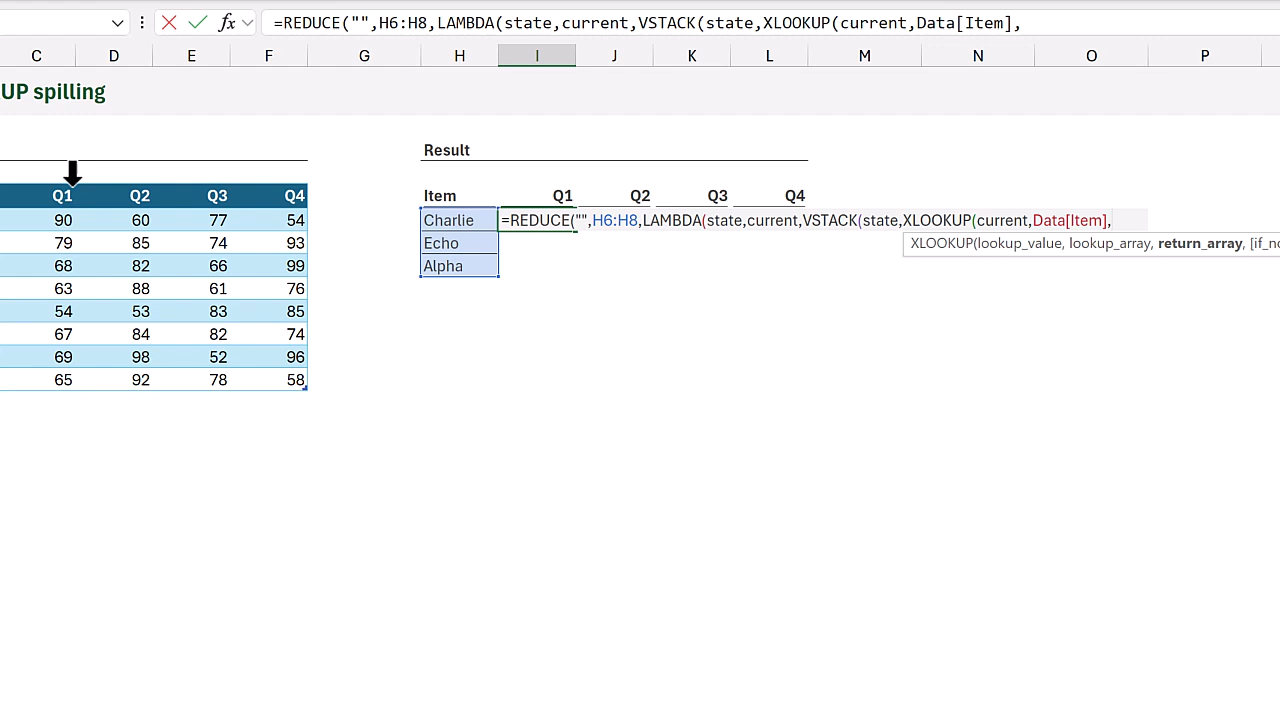 =REDUCE("",H6:H8,LAMBDA(state,current,VSTACK(state,XLOOKUP(current,Data[Item],
C D E F G H I J K L M N O P
UP spilling
Result
Q1 Q2 Q3 Q4
Item Q1 Q2 Q3 Q4
90 60 77 54
Charlie =REDUCE("",H6:H8,LAMBDA(state,current,VSTACK(state,XLOOKUP(current,Data[Item],
79 85 74 93
Echo
XLOOKUP(lookup_value, lookup_array, return_array, [if_no
68 82 66 99
Alpha
63 88 61 76
54 53 83 85
67 84 82 74
69 98 52 96
65 92 78 58